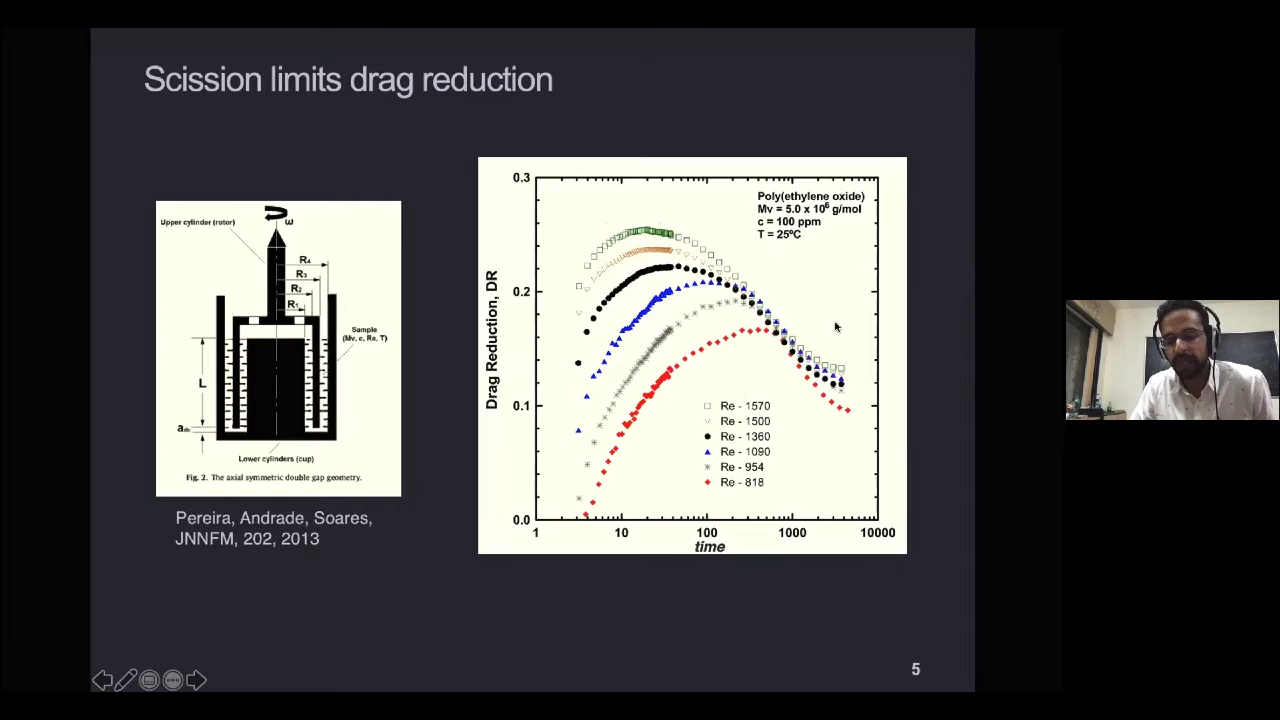 Scission limits drag reduction
Upper cylinder (rotor)
ω
R₄
R₃
R₂
R₁
Sample
(Mv, c, Re, T)
L
Lower cylinders (cup)
Fig. 2. The axial symmetric double gap geometry.
Pereira, Andrade, Soares,
JNNFM, 202, 2013
0.3
0.2
0.1
0.0
Drag Reduction, DR
Poly(ethylene oxide)
Mv = 5.0 x 10⁶ g/mol
c = 100 ppm
T = 25ºC
Re - 1570
Re - 1500
Re - 1360
Re - 1090
Re - 954
Re - 818
1 10 100 1000 10000
time
5